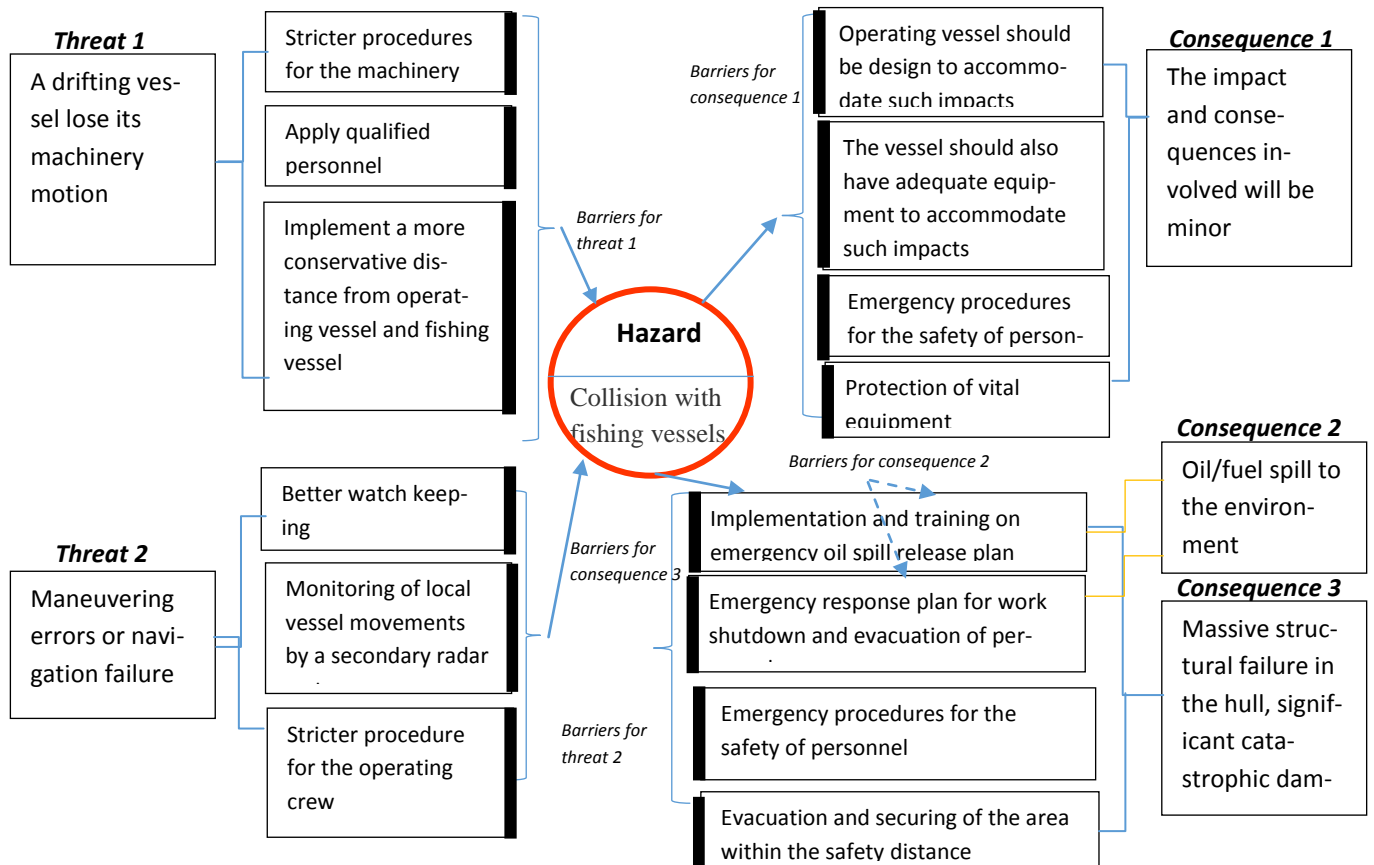 Threat 1
A drifting ves-
sel lose its
machinery
motion
Stricter procedures
for the machinery
Apply qualified
personnel
Implement a more
conservative dis-
tance from operat-
ing vessel and fishing
vessel
Barriers for
threat 1
Threat 2
Maneuvering
errors or navi-
gation failure
Better watch keep-
ing
Monitoring of local
vessel movements
by a secondary radar
Stricter procedure
for the operating
crew
Barriers for
threat 2
Hazard
Collision with
fishing vessels
Barriers for
consequence 1
Operating vessel should
be design to accommo-
date such impacts
The vessel should also
have adequate equip-
ment to accommodate
such impacts
Emergency procedures
for the safety of person-
Protection of vital
equipment
Consequence 1
The impact
and conse-
quences in-
volved will be
minor
Barriers for consequence 2
Barriers for
consequence 3
Implementation and training on
emergency oil spill release plan
Emergency response plan for work
shutdown and evacuation of per-
Emergency procedures for the
safety of personnel
Evacuation and securing of the area
within the safety distance
Consequence 2
Oil/fuel spill to
the environ-
ment
Consequence 3
Massive struc-
tural failure in
the hull, signif-
icant cata-
strophic dam-